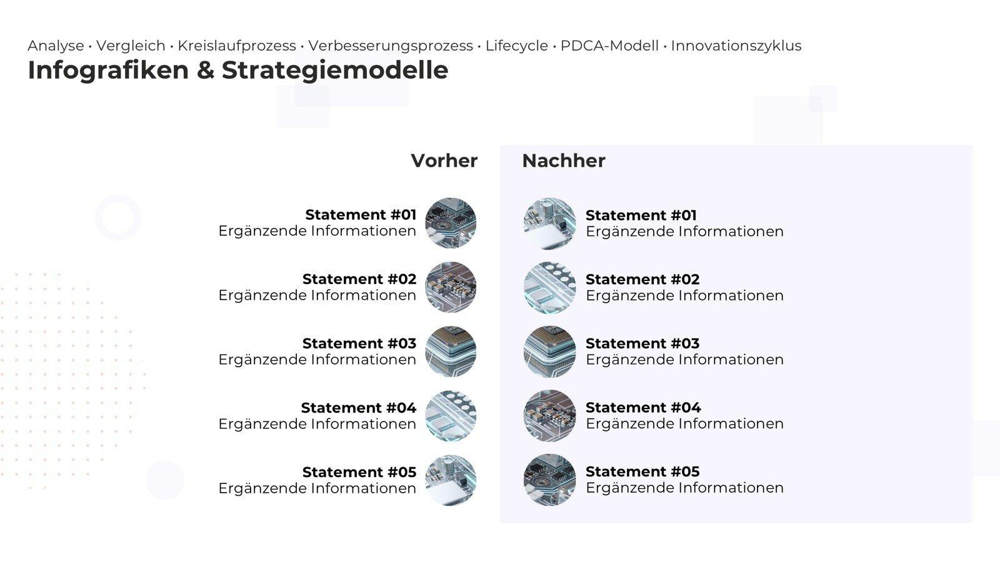 Analyse • Vergleich • Kreislaufprozess • Verbesserungsprozess • Lifecycle • PDCA-Modell • Innovationszyklus
Infografiken & Strategiemodelle
Vorher
Statement #01
Ergänzende Informationen
Statement #02
Ergänzende Informationen
Statement #03
Ergänzende Informationen
Statement #04
Ergänzende Informationen
Statement #05
Ergänzende Informationen
Nachher
Statement #01
Ergänzende Informationen
Statement #02
Ergänzende Informationen
Statement #03
Ergänzende Informationen
Statement #04
Ergänzende Informationen
Statement #05
Ergänzende Informationen